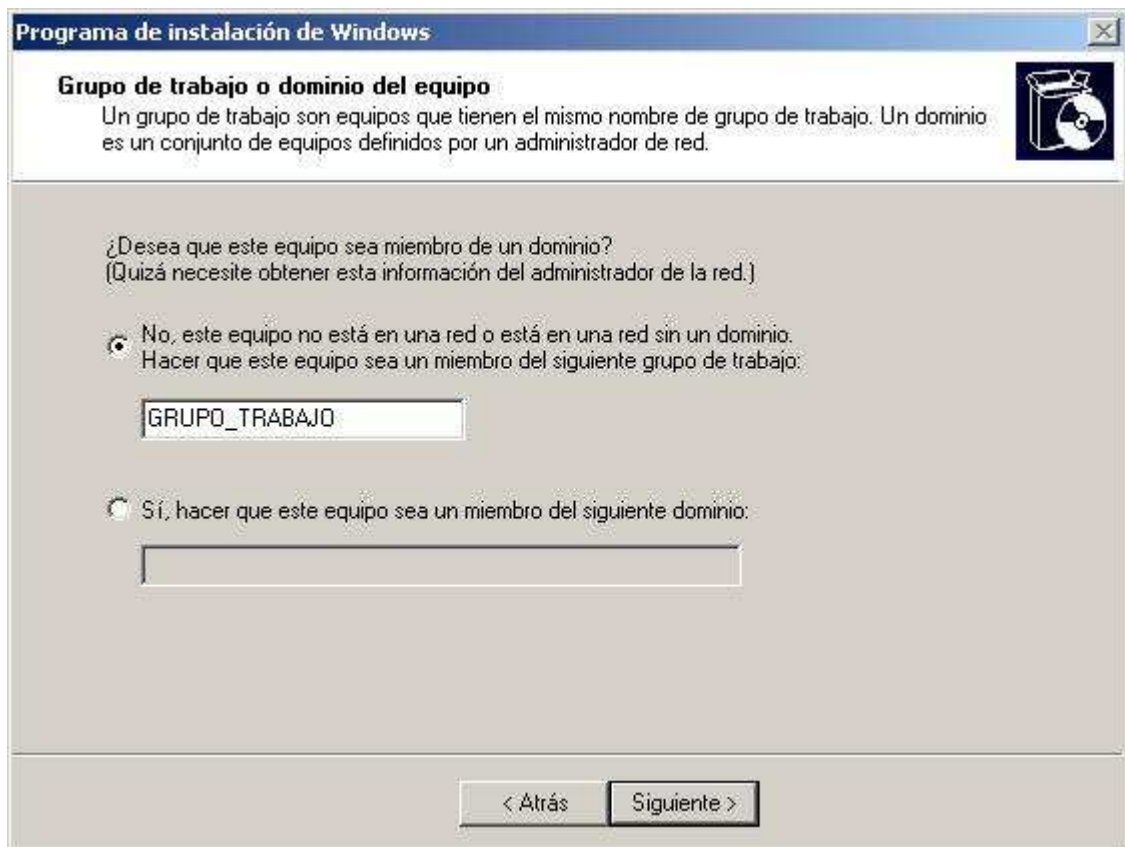 Programa de instalación de Windows
Grupo de trabajo o dominio del equipo
Un grupo de trabajo son equipos que tienen el mismo nombre de grupo de trabajo. Un dominio
es un conjunto de equipos definidos por un administrador de red.
¿Desea que este equipo sea miembro de un dominio?
(Quizá necesite obtener esta información del administrador de la red.)
No, este equipo no está en una red o está en una red sin un dominio.
Hacer que este equipo sea un miembro del siguiente grupo de trabajo:
GRUPO_TRABAJO
Sí, hacer que este equipo sea un miembro del siguiente dominio:
< Atrás Siguiente >